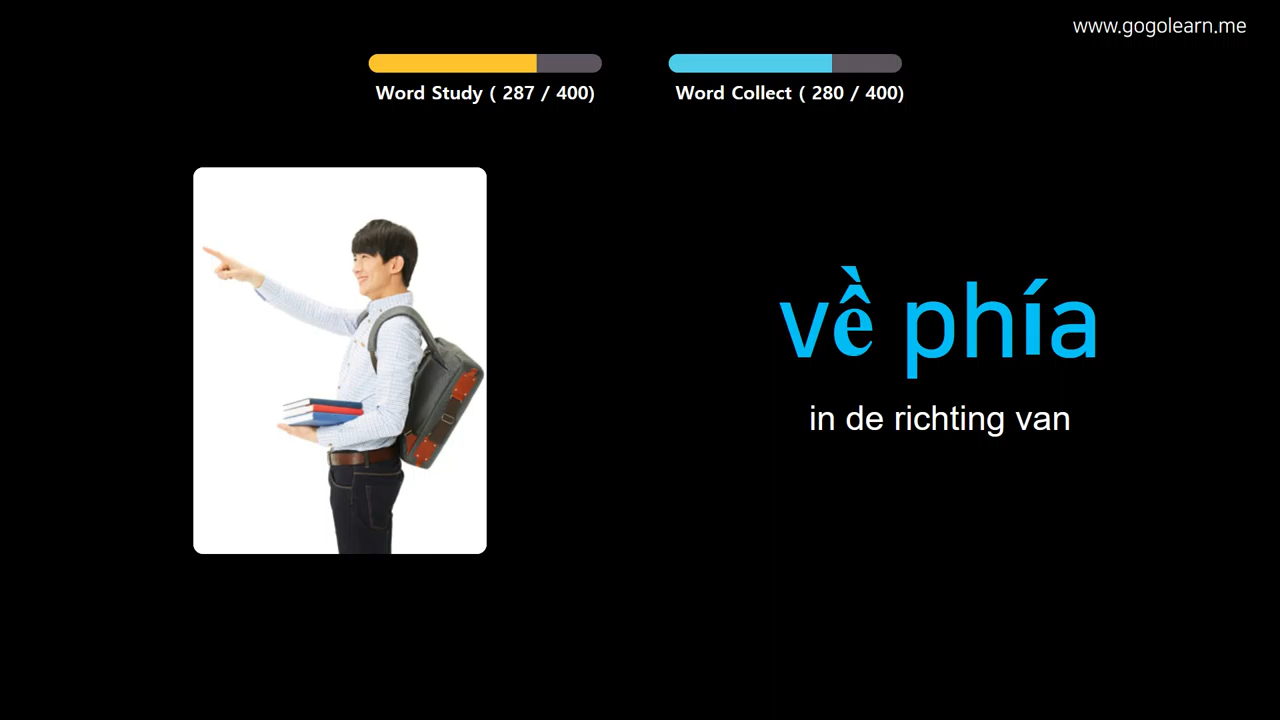 www.gogolearn.me
Word Study ( 287 / 400)
Word Collect ( 280 / 400)
về phía
in de richting van